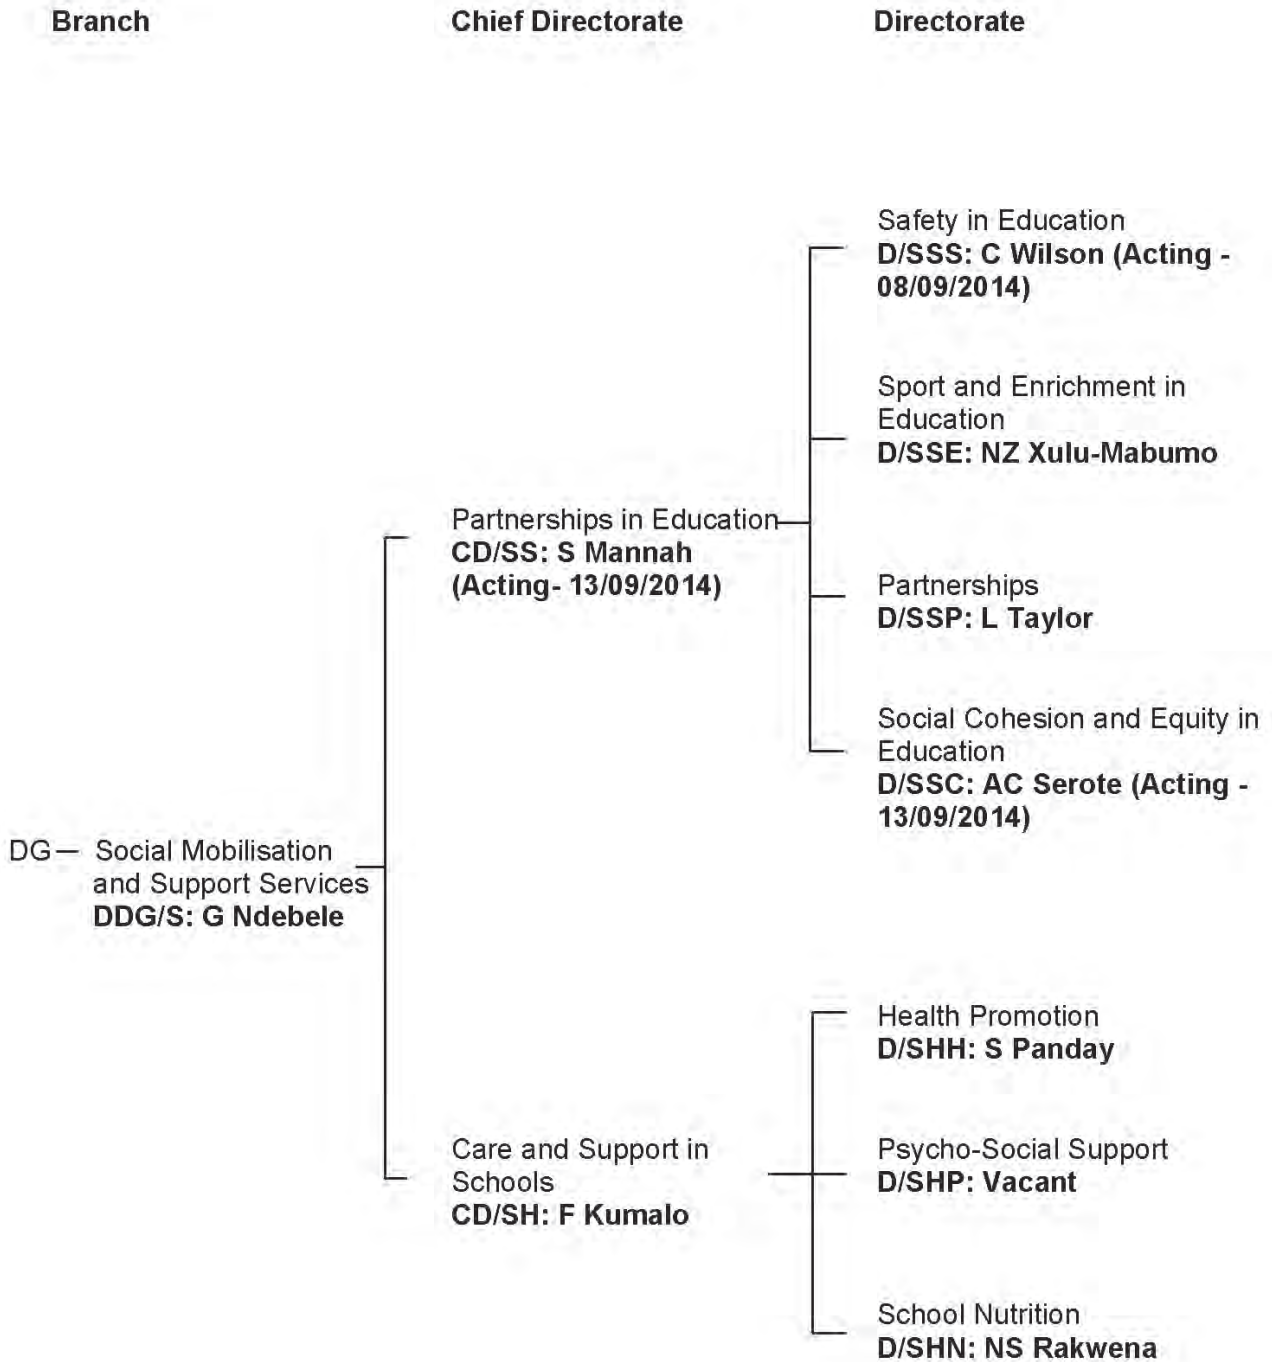 Branch
Chief Directorate
Directorate
Safety in Education
D/SSS: C Wilson (Acting -
08/09/2014)
Sport and Enrichment in
Education
D/SSE: NZ Xulu-Mabumo
Partnerships in Education
CD/SS: S Mannah
(Acting- 13/09/2014)
Partnerships
D/SSP: L Taylor
Social Cohesion and Equity in
Education
D/SSC: AC Serote (Acting -
13/09/2014)
DG— Social Mobilisation
and Support Services
DDG/S: G Ndebele
Health Promotion
D/SHH: S Panday
Care and Support in
Schools
CD/SH: F Kumalo
Psycho-Social Support
D/SHP: Vacant
School Nutrition
D/SHN: NS Rakwena